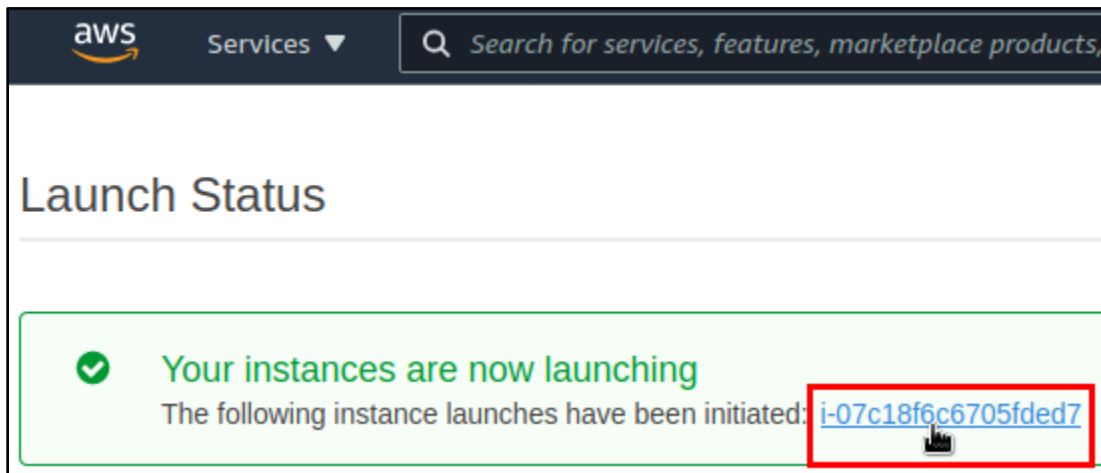 aws Services ▼ Search for services, features, marketplace products,
Launch Status
Your instances are now launching
The following instance launches have been initiated: i-07c18f6c6705fded7